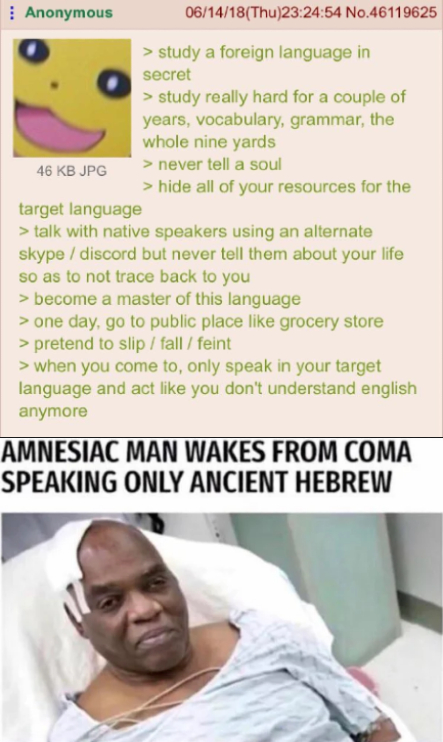 Anonymous 06/14/18(Thu)23:24:54 No.46119625
> study a foreign language in
secret
> study really hard for a couple of
years, vocabulary, grammar, the
whole nine yards
> never tell a soul
> hide all of your resources for the
46 KB JPG
target language
> talk with native speakers using an alternate
skype / discord but never tell them about your life
so as to not trace back to you
> become a master of this language
> one day, go to public place like grocery store
> pretend to slip / fall / feint
> when you come to, only speak in your target
language and act like you don't understand english
anymore
AMNESIAC MAN WAKES FROM COMA
SPEAKING ONLY ANCIENT HEBREW